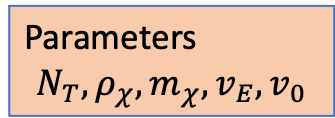 Parameters
N_T, ρ_χ, m_χ, v_E, v_0